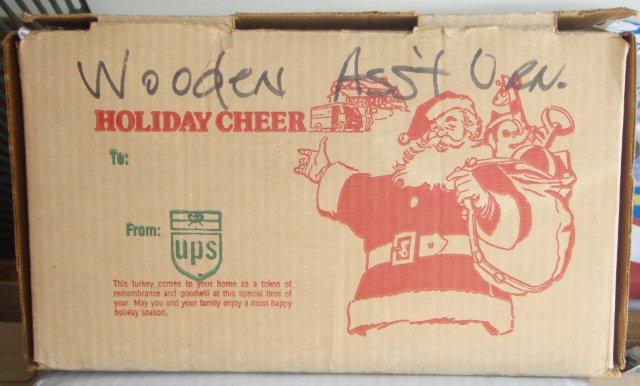 Wooden Ass't Orn.
HOLIDAY CHEER
To:
From:
ups
This turkey comes to your home as a token of
remembrance and goodwill at this special time of
year. May you and your family enjoy a most happy
holiday season.